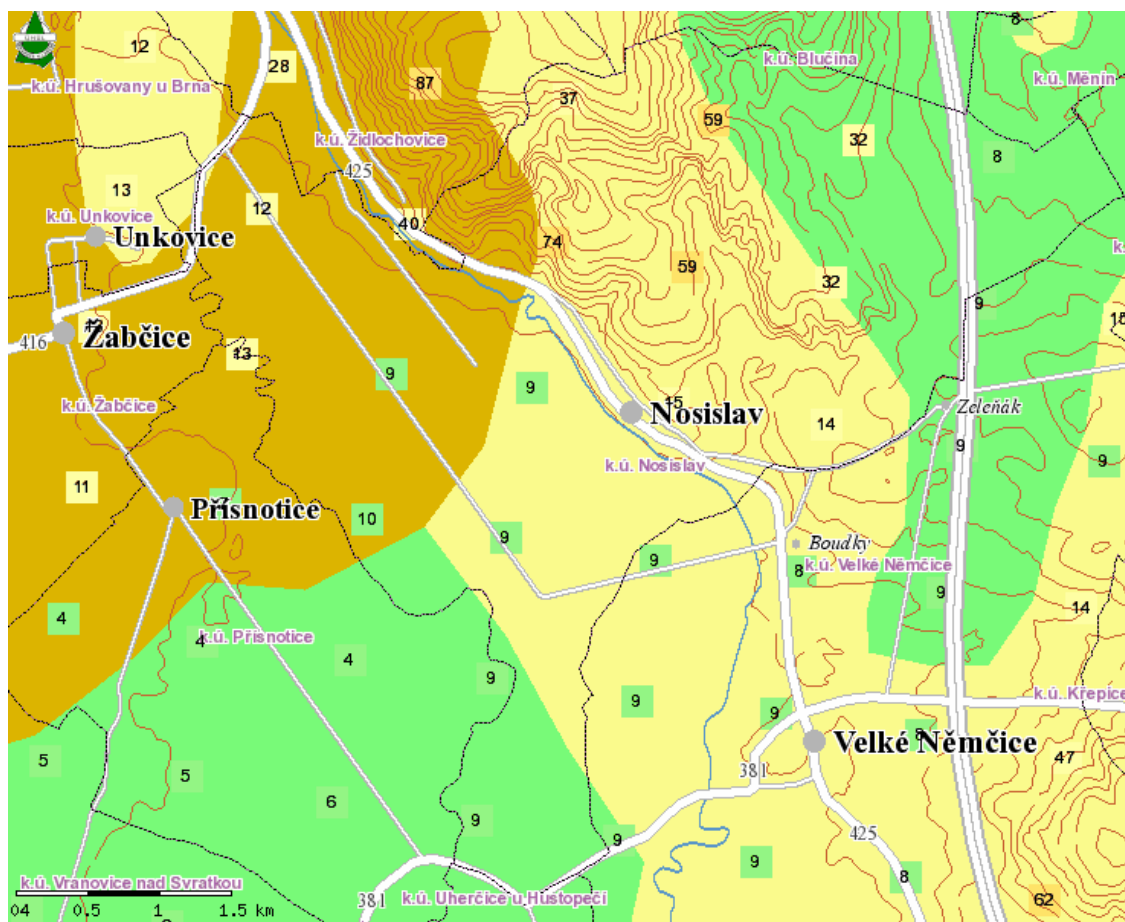 8
12
k.ú. Blučina
28
k.ú. Měnín
87
k.ú. Hrušovany u Brna
37
59
k.ú. Židlochovice
32
8
425
13
12
k.ú. Unkovice
40
Unkovice
74
59
32
9
15
Žabčice
416
13
9
9
k.ú. Žabčice
15
Nosislav
14
Zeleňák
9
k.ú. Nosislav
9
11
Přísnotice
10
9
9
Boudky
8
k.ú. Velké Němčice
9
14
4
k.ú. Přísnotice
4
4
9
9
k.ú. Křepice
9
8
Velké Němčice
5
5
381
47
6
9
9
425
9
8
k.ú. Vranovice nad Svratkou
381
k.ú. Uherčice u Hustopečí
62
04
0.5
1
1.5 km